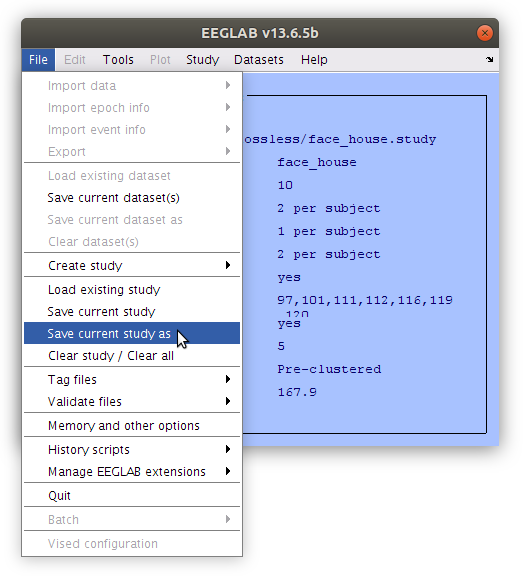 EEGLAB v13.6.5b
File Edit Tools Plot Study Datasets Help
Import data
Import epoch info
Import event info
Export
Load existing dataset
Save current dataset(s)
Save current dataset as
Clear dataset(s)
Create study
Load existing study
Save current study
Save current study as
Clear study / Clear all
Tag files
Validate files
Memory and other options
History scripts
Manage EEGLAB extensions
Quit
Batch
Vised configuration
ossless/face_house.study
face_house
10
2 per subject
1 per subject
2 per subject
yes
97,101,111,112,116,119
,120
yes
5
Pre-clustered
167.9